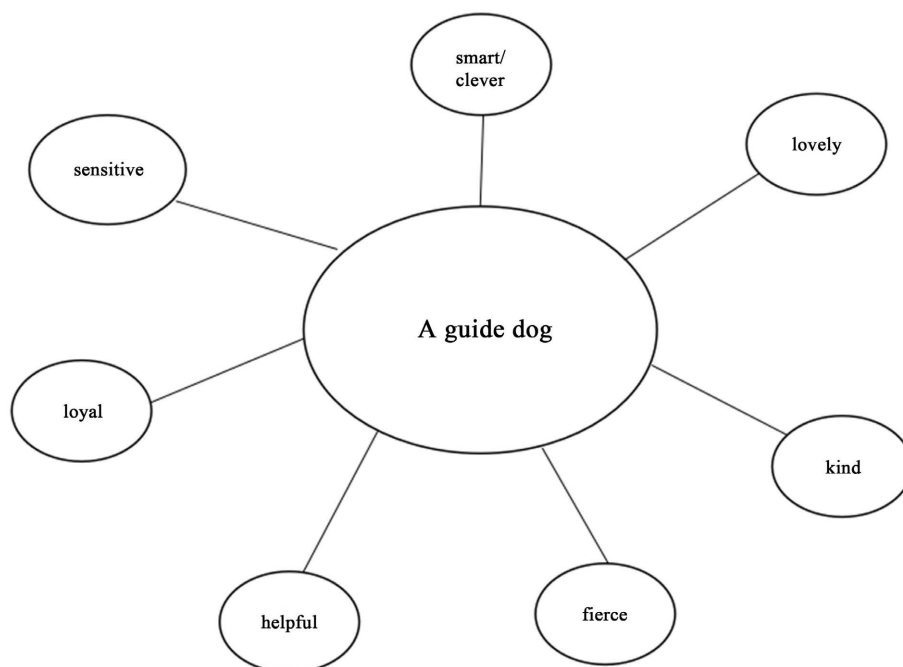 smart/
clever
lovely
sensitive
A guide dog
loyal
kind
helpful
fierce